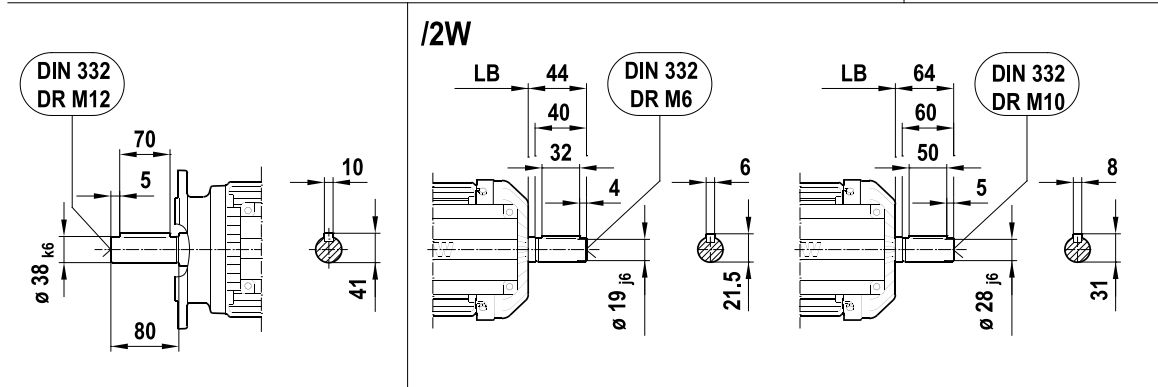 /2W
DIN 332
DR M12
70
5
10
ø 38 k6
41
80
LB
44
DIN 332
DR M6
40
32
4
6
ø 19 j6
21.5
LB
64
DIN 332
DR M10
60
50
5
8
ø 28 j6
31